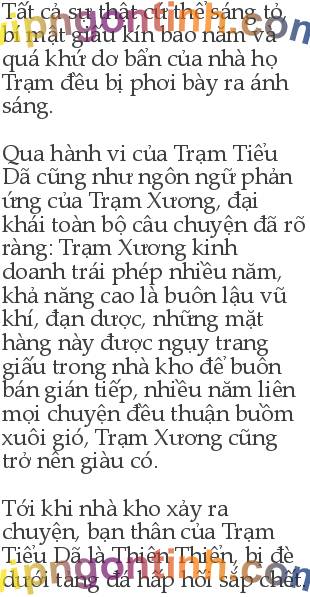 Tất cả sự thật cứ thế sáng tỏ,
bí mật giấu kín bao năm và
quá khứ dơ bẩn của nhà họ
Trạm đều bị phơi bày ra ánh
sáng.
Qua hành vi của Trạm Tiểu
Dã cũng như ngôn ngữ phản
ứng của Trạm Xương, đại
khái toàn bộ câu chuyện đã rõ
ràng: Trạm Xương kinh
doanh trái phép nhiều năm,
khả năng cao là buôn lậu vũ
khí, đạn dược, những mặt
hàng này được ngụy trang
giấu trong nhà kho để buôn
bán gián tiếp, nhiều năm liên
mọi chuyện đều thuận buồm
xuôi gió, Trạm Xương cũng
trở nên giàu có.
Tới khi nhà kho xảy ra
chuyện, bạn thân của Trạm
Tiểu Dã là Thiên Thiển, bị đè
dưới tảng đá hấp hối sắp chết,
vipngontinh.com
vipngontinh.com